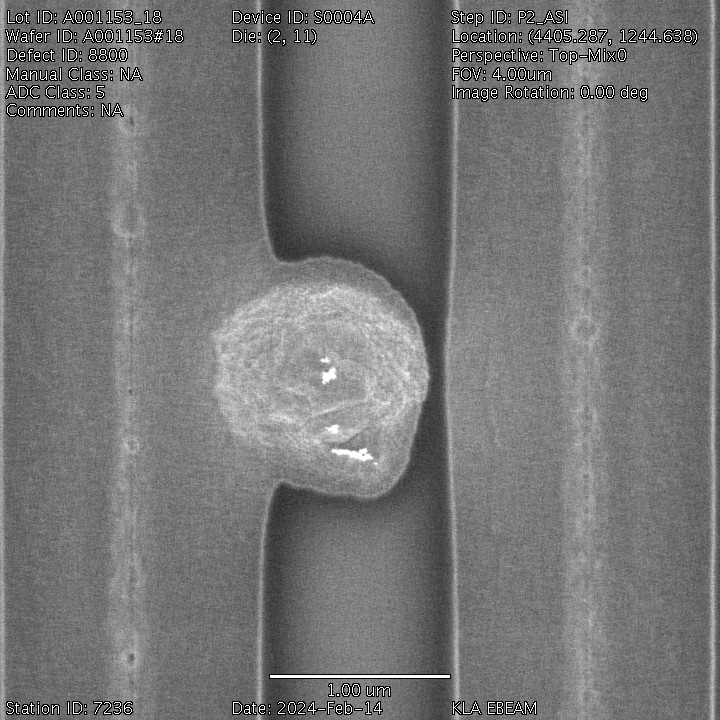 Lot ID: A001153_18 Device ID: S0004A Step ID: P2_ASI
Wafer ID: A001153#18 Die: (2, 11) Location: (4405.287, 1244.638)
Defect ID: 8800 Perspective: Top-Mix0
Manual Class: NA FOV: 4.00um
ADC Class: 5 Image Rotation: 0.00 deg
Comments: NA
1.00 um
Station ID: 7236 Date: 2024-Feb-14 KLA EBEAM